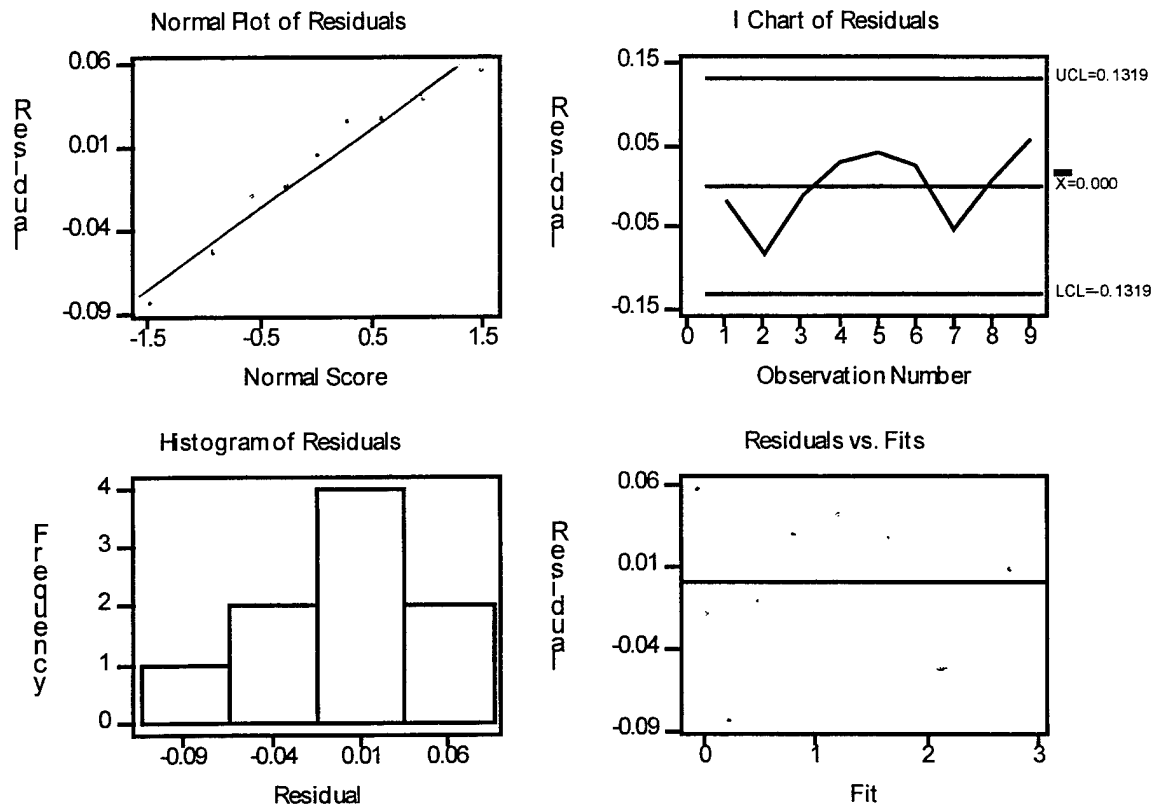 Normal Plot of Residuals
Residual
0.06
0.01
-0.04
-0.09
-1.5 -0.5 0.5 1.5
Normal Score
I Chart of Residuals
Residual
0.15
0.05
-0.05
-0.15
UCL=0.1319
X=0.000
LCL=-0.1319
0 1 2 3 4 5 6 7 8 9
Observation Number
Histogram of Residuals
Frequency
4
3
2
1
0
-0.09 -0.04 0.01 0.06
Residual
Residuals vs. Fits
Residual
0.06
0.01
-0.04
-0.09
0 1 2 3
Fit